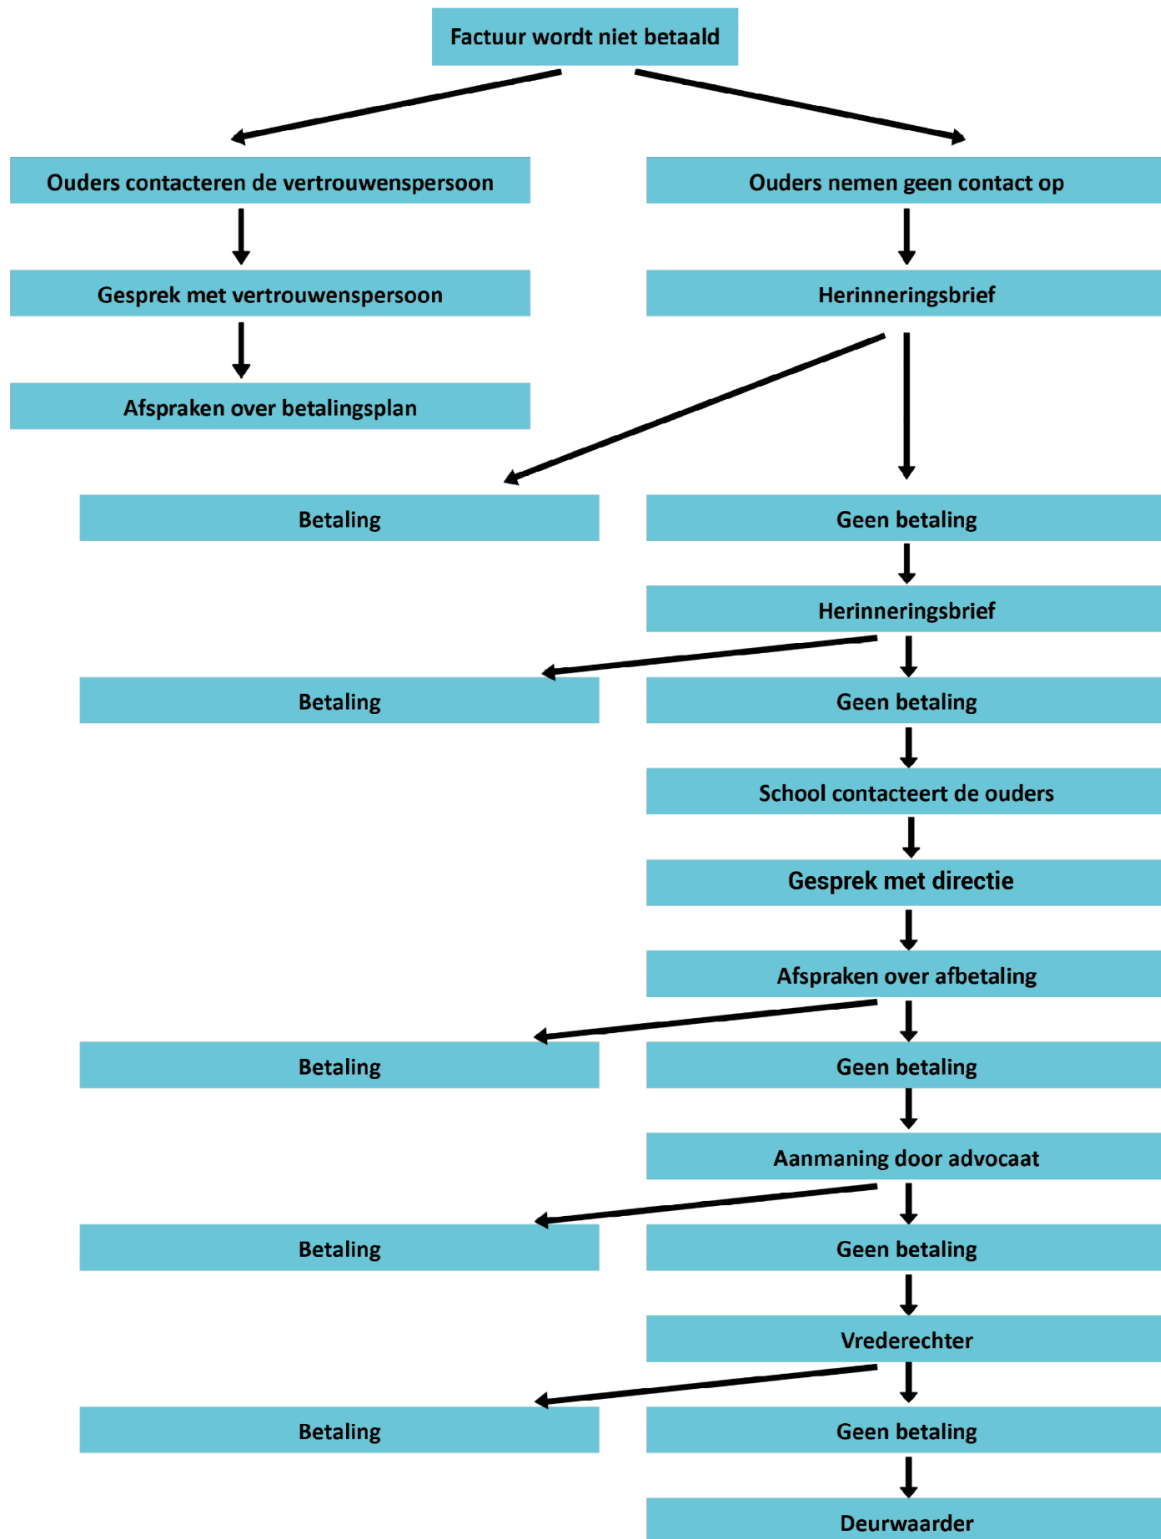 Factuur wordt niet betaald
Ouders contacteren de vertrouwenspersoon
Ouders nemen geen contact op
Gesprek met vertrouwenspersoon
Herinneringsbrief
Afspraken over betalingsplan
Betaling
Geen betaling
Herinneringsbrief
Betaling
Geen betaling
School contacteert de ouders
Gesprek met directie
Afspraken over afbetaling
Betaling
Geen betaling
Aanmaning door advocaat
Betaling
Geen betaling
Vrederechter
Betaling
Geen betaling
Deurwaarder